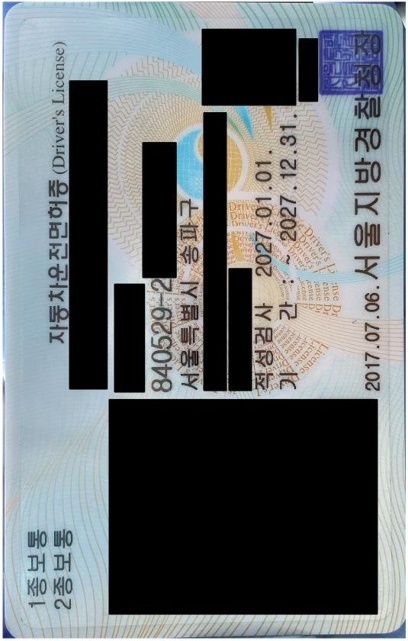 1종보통
2종보통
자동차운전면허증 (Driver's License)
840529-2
서울특별시 송파구
적성검사 2027.01.01.
기 간 : ~ 2027.12.31.
2017.07.06. 서울지방경찰청장